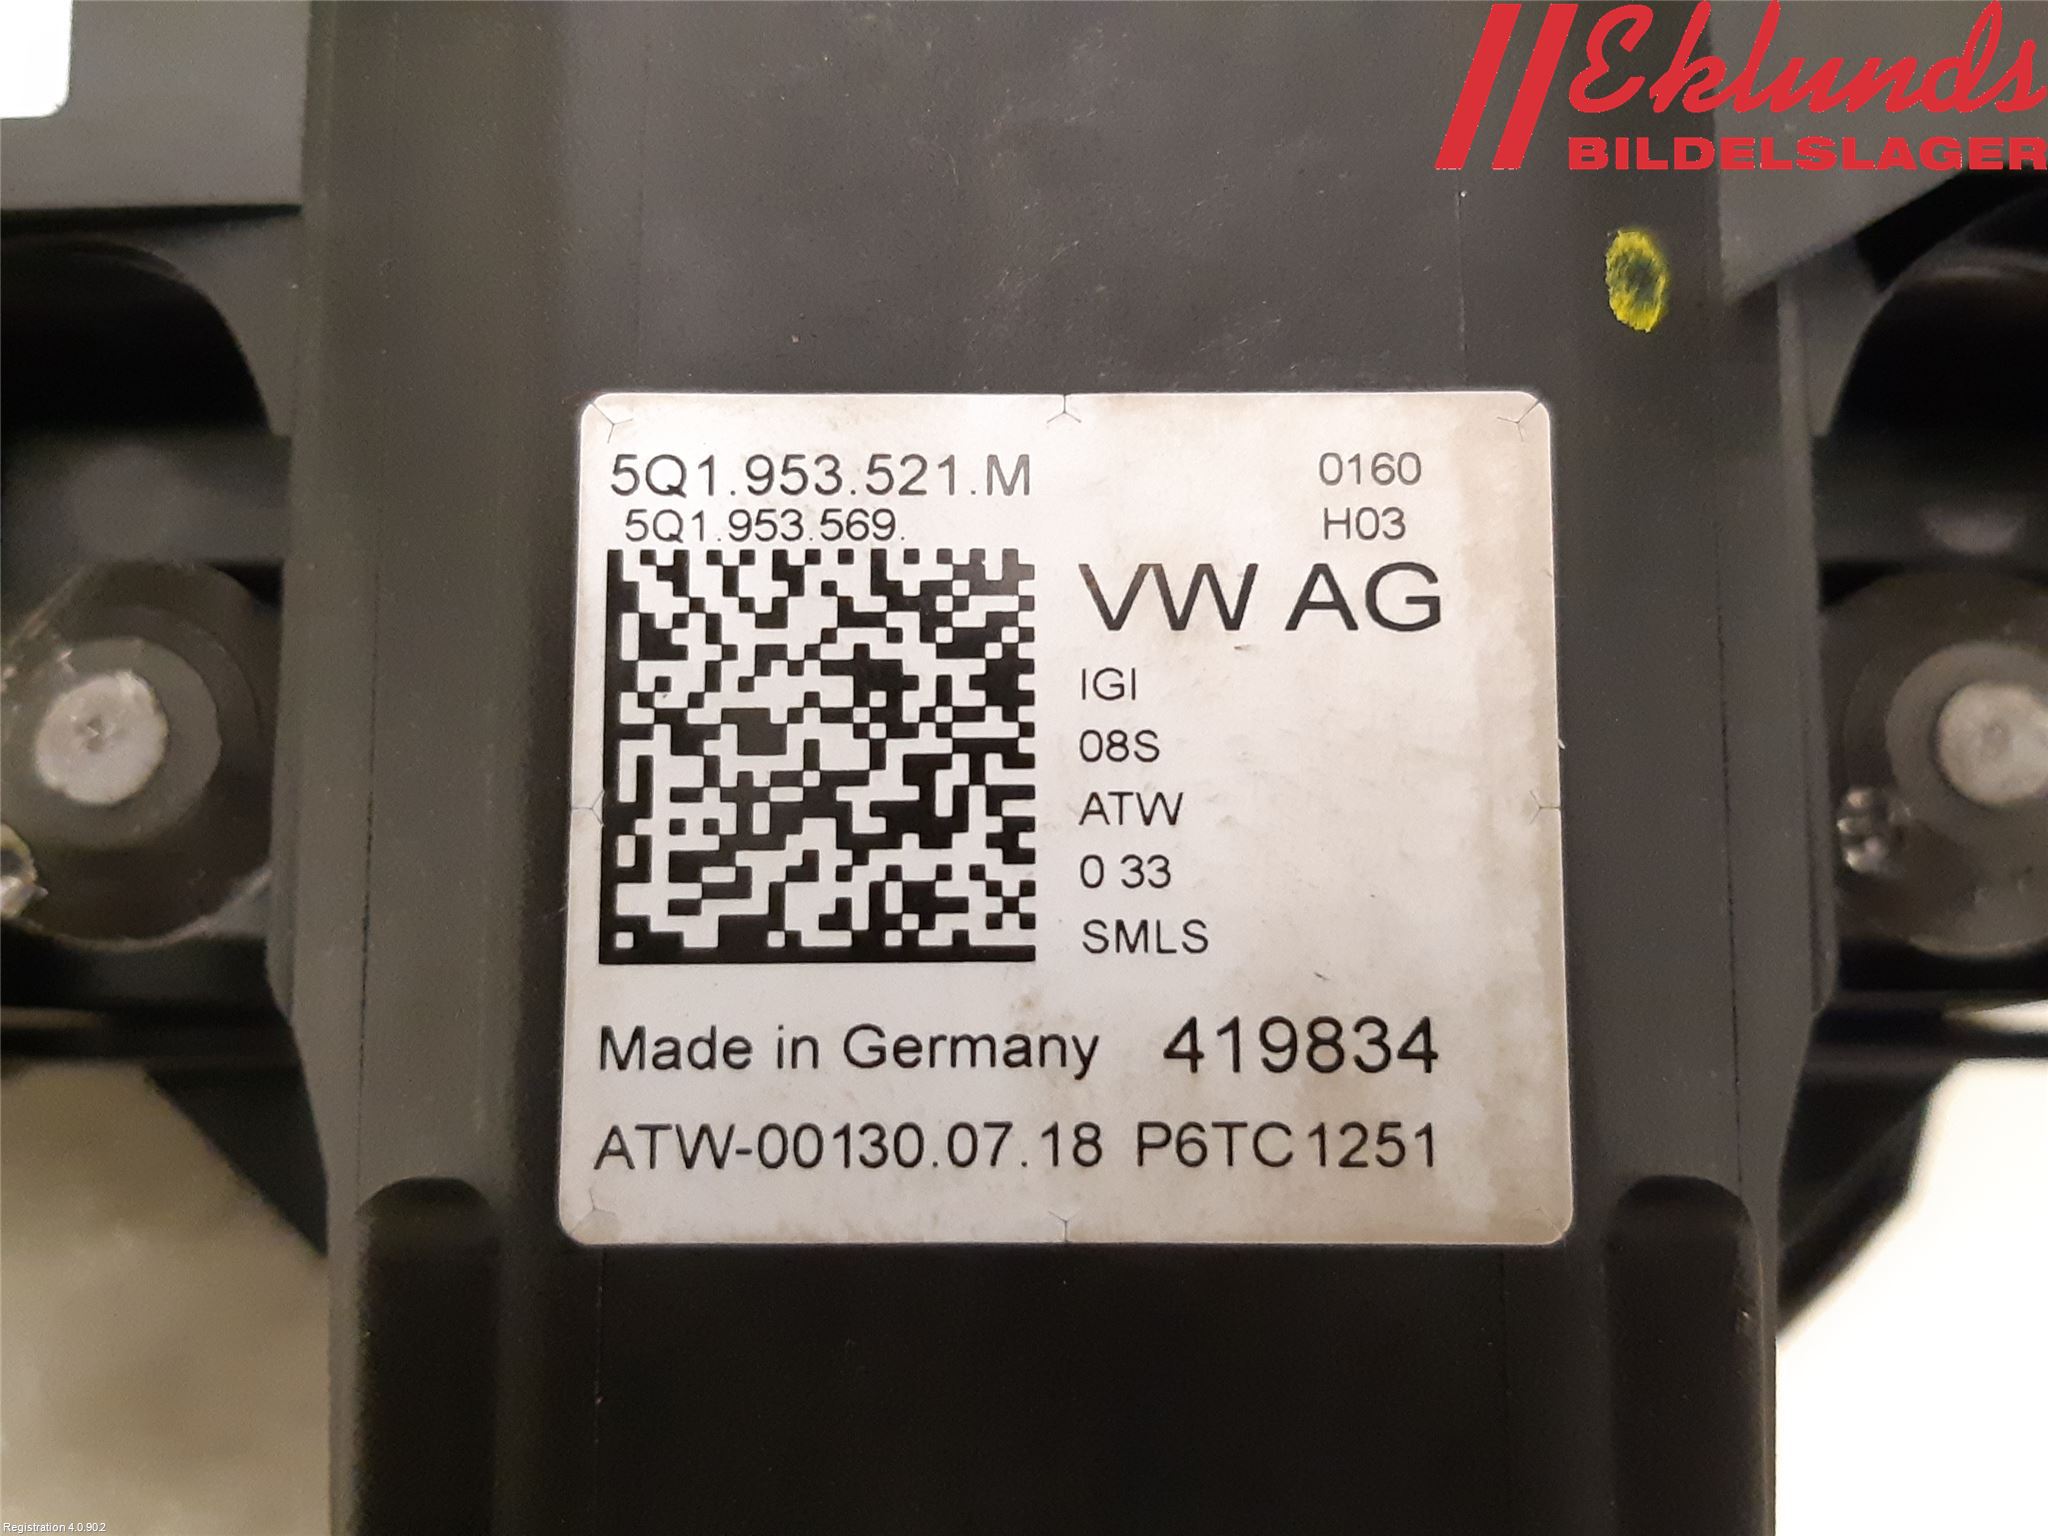 Eklunds
BILDELSLAGER
5Q1.953.521.M 0160
5Q1.953.569. H03
VW AG
IGI
08S
ATW
0 33
SMLS
Made in Germany 419834
ATW-00130.07.18 P6TC1251
Registration 4.0.902